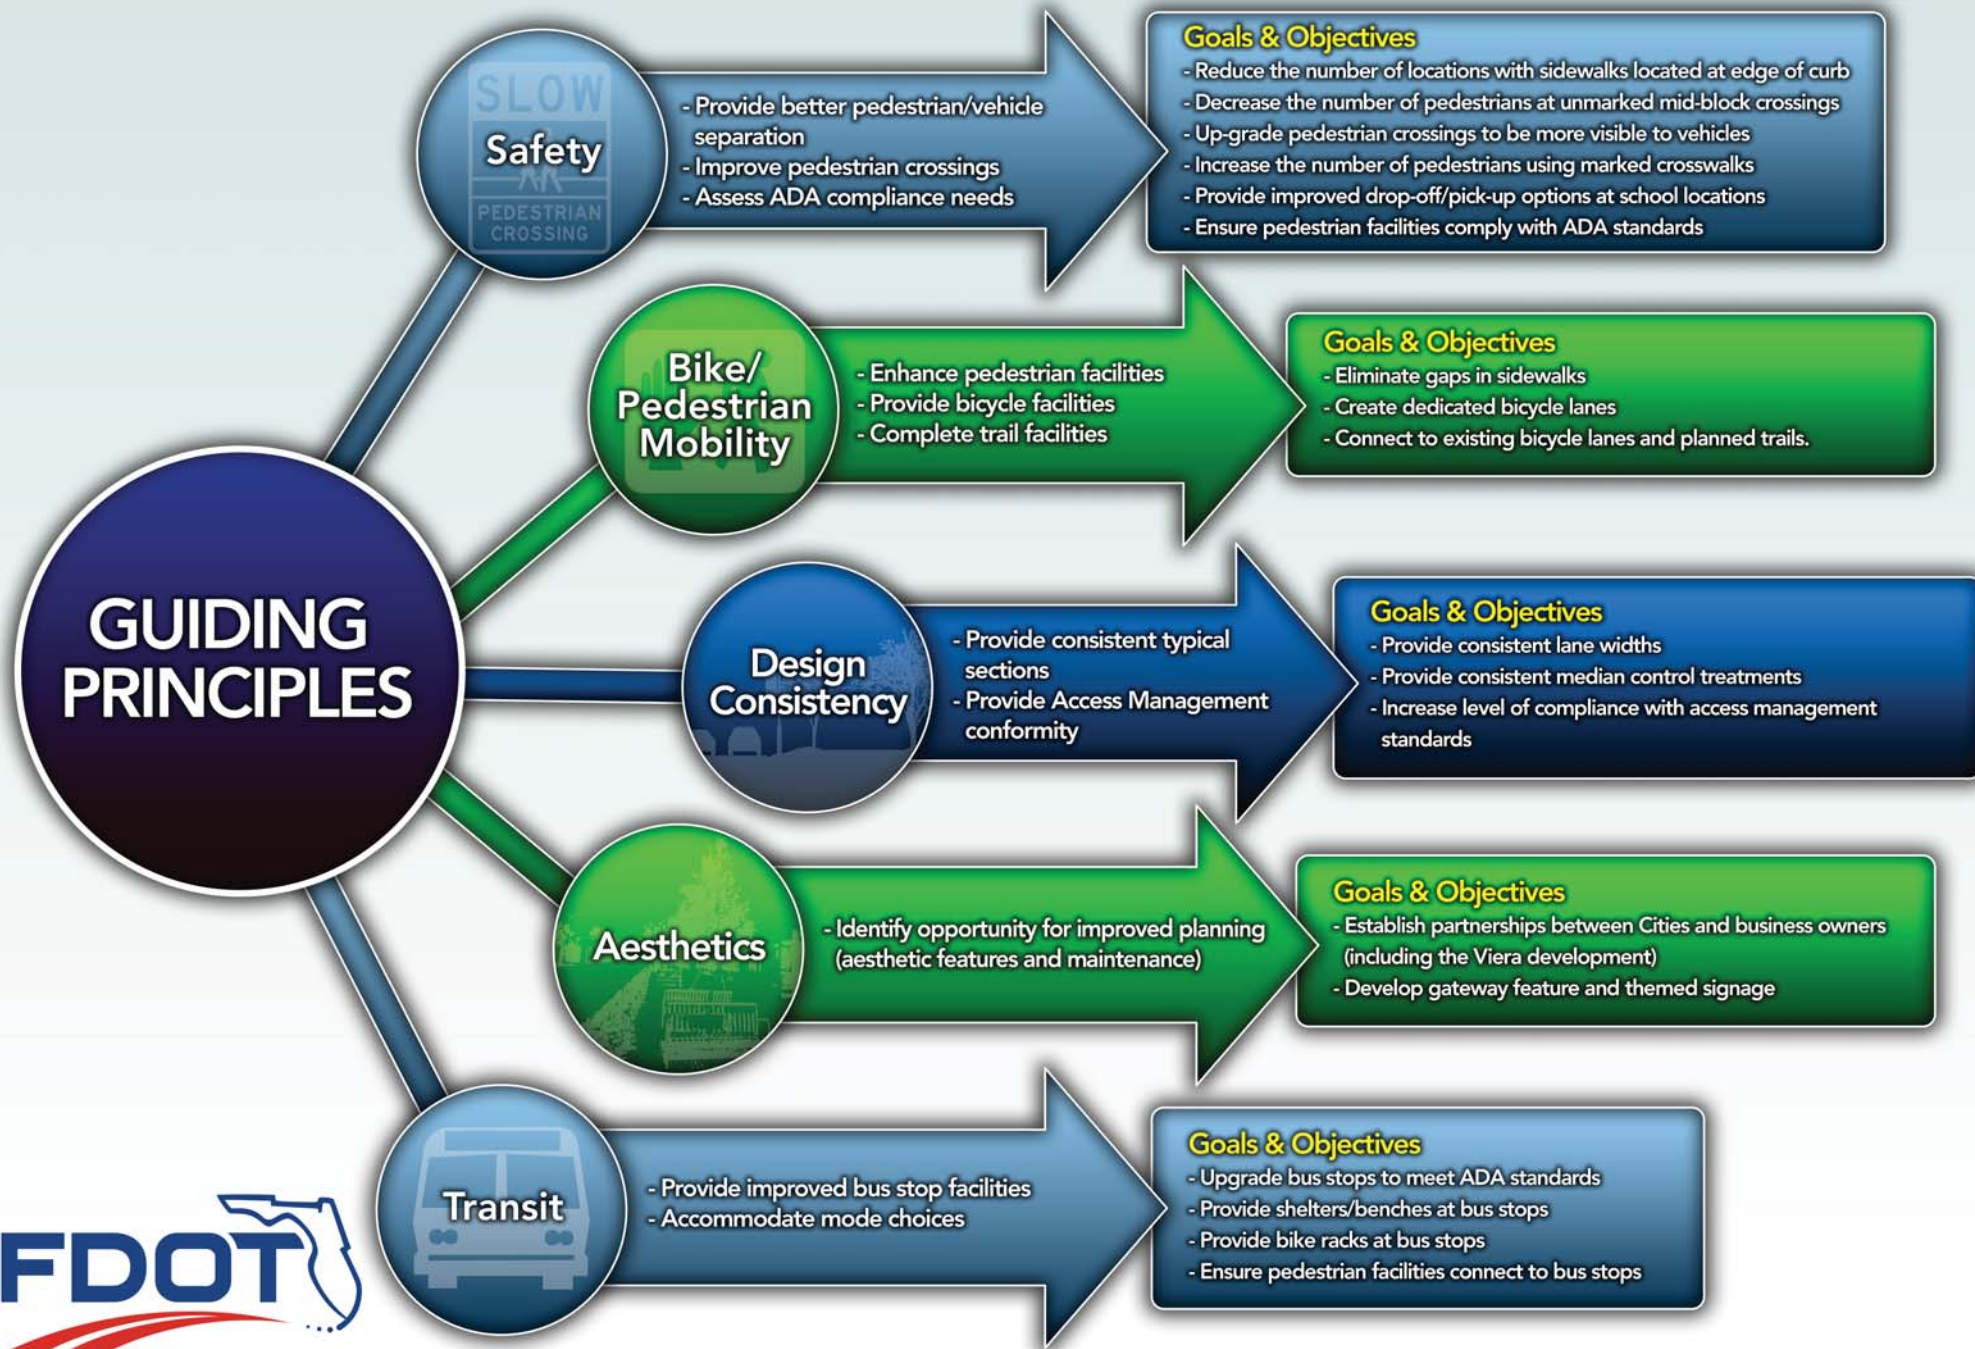 SLOW
Safety
PEDESTRIAN
CROSSING
- Provide better pedestrian/vehicle
separation
- Improve pedestrian crossings
- Assess ADA compliance needs
Goals & Objectives
- Reduce the number of locations with sidewalks located at edge of curb
- Decrease the number of pedestrians at unmarked mid-block crossings
- Up-grade pedestrian crossings to be more visible to vehicles
- Increase the number of pedestrians using marked crosswalks
- Provide improved drop-off/pick-up options at school locations
- Ensure pedestrian facilities comply with ADA standards
Bike/
Pedestrian
Mobility
- Enhance pedestrian facilities
- Provide bicycle facilities
- Complete trail facilities
Goals & Objectives
- Eliminate gaps in sidewalks
- Create dedicated bicycle lanes
- Connect to existing bicycle lanes and planned trails.
GUIDING
PRINCIPLES
Design
Consistency
- Provide consistent typical
sections
- Provide Access Management
conformity
Goals & Objectives
- Provide consistent lane widths
- Provide consistent median control treatments
- Increase level of compliance with access management
standards
Aesthetics
- Identify opportunity for improved planning
(aesthetic features and maintenance)
Goals & Objectives
- Establish partnerships between Cities and business owners
(including the Viera development)
- Develop gateway feature and themed signage
Transit
- Provide improved bus stop facilities
- Accommodate mode choices
Goals & Objectives
- Upgrade bus stops to meet ADA standards
- Provide shelters/benches at bus stops
- Provide bike racks at bus stops
- Ensure pedestrian facilities connect to bus stops
FDOT